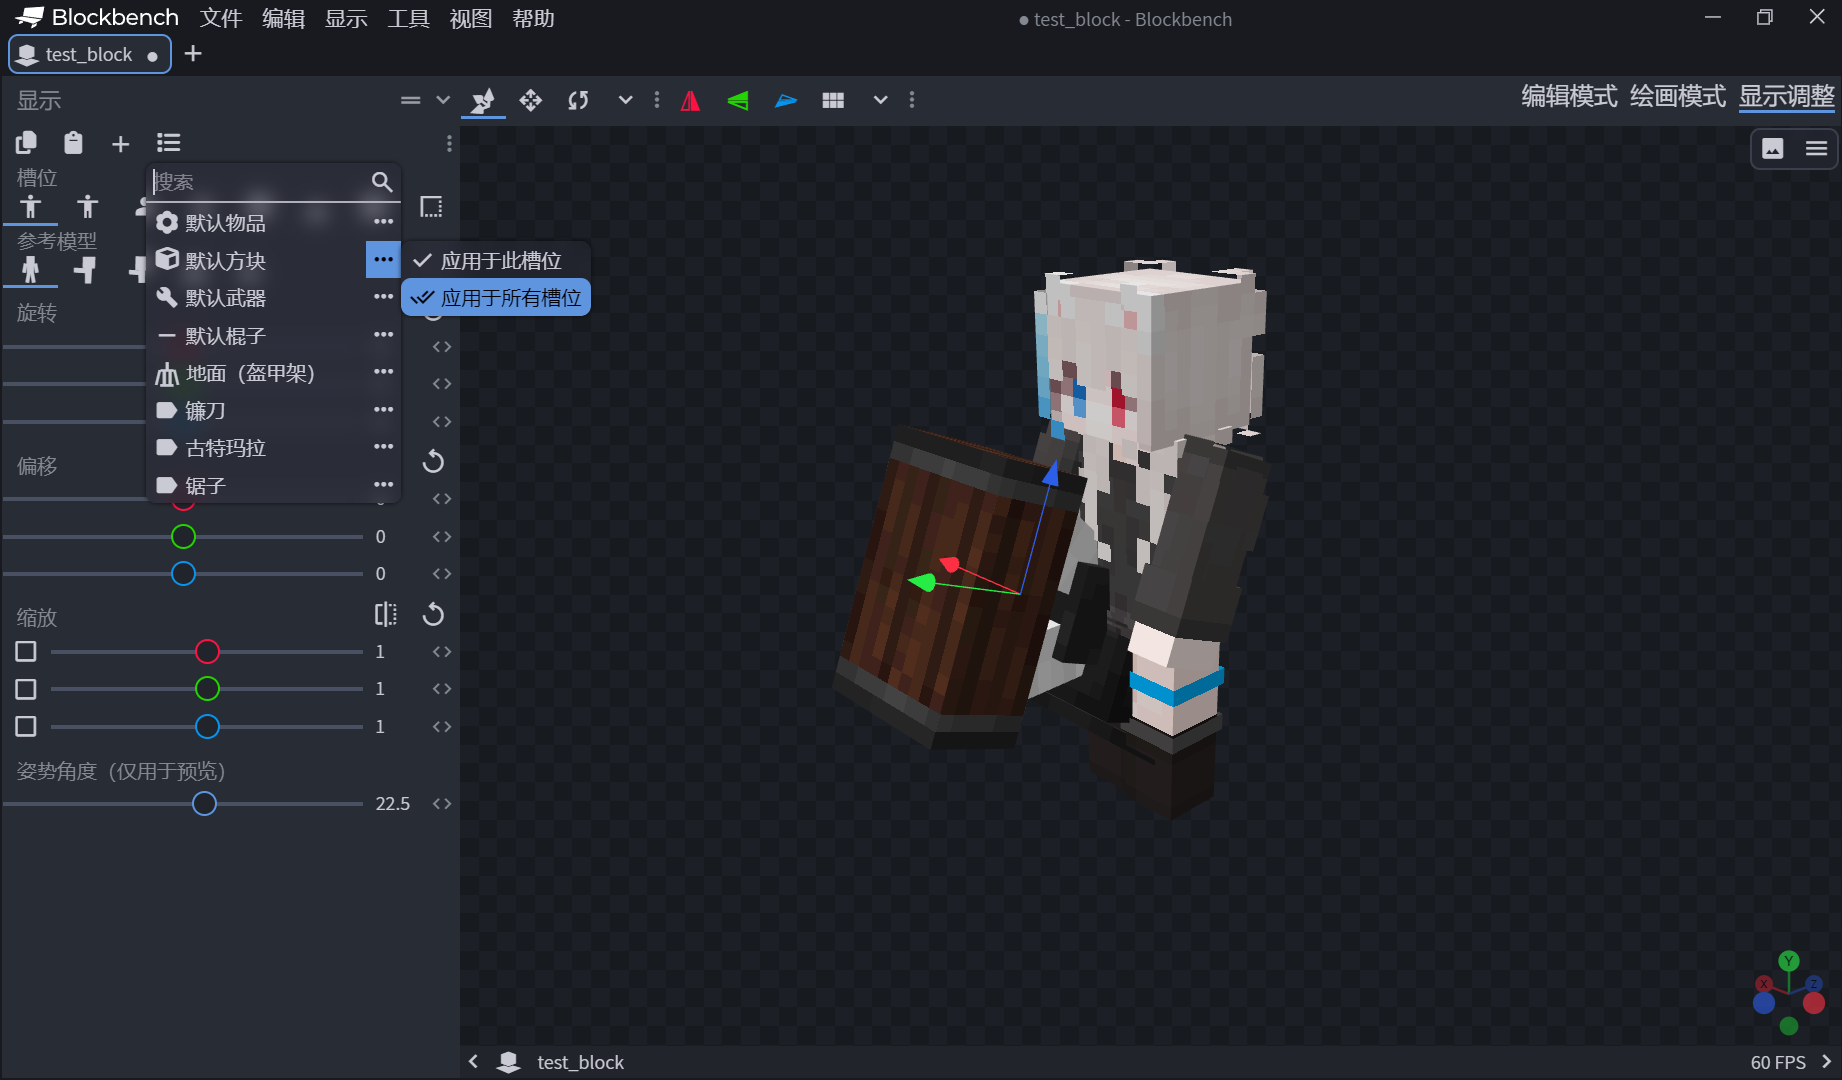 Blockbench 文件 编辑 显示 工具 视图 帮助
● test_block - Blockbench
test_block ● +
显示
编辑模式 绘画模式 显示调整
槽位
搜索
默认物品
参考模型
默认方块
应用于此槽位
默认武器
应用于所有槽位
旋转
默认棍子
地面（盔甲架）
镰刀
古特玛拉
偏移
锯子
0
0
缩放
1
1
1
姿势角度（仅用于预览）
22.5
Y
X
Z
test_block
60 FPS